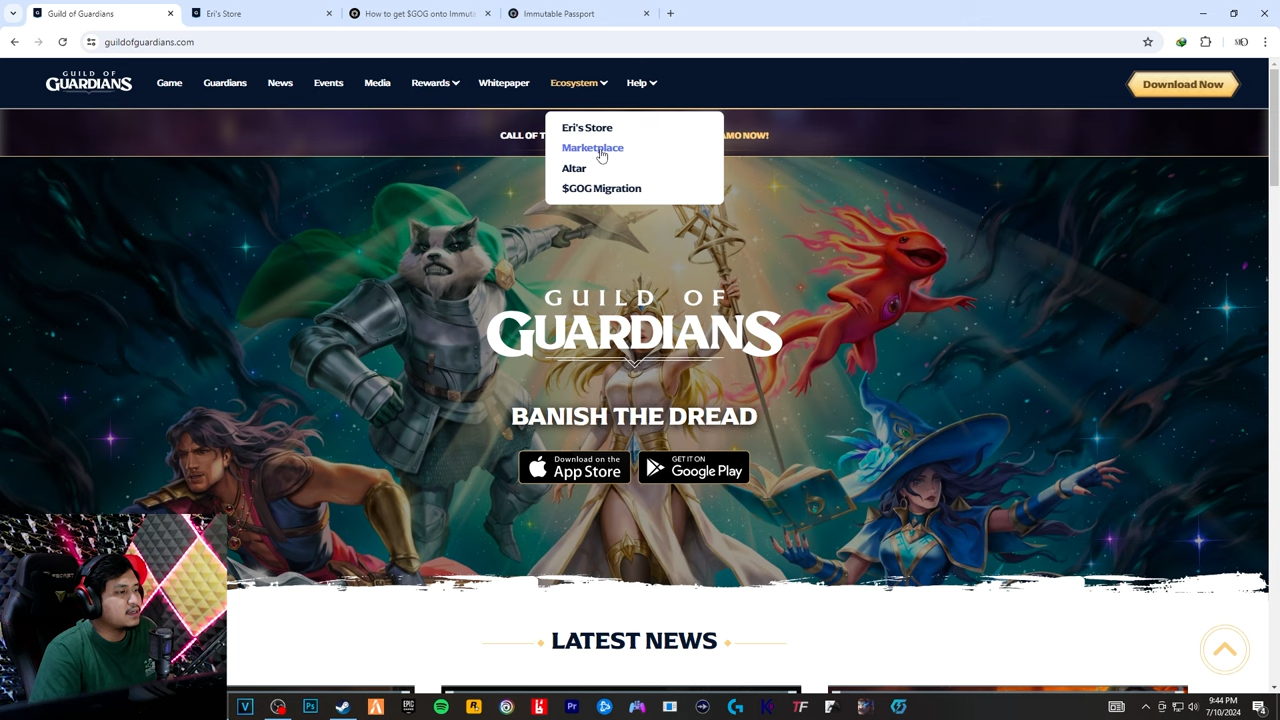 Guild of Guardians
Eri's Store
How to get $GOG onto Immut
Immutable Passport
guildofguardians.com
GUILD OF
GUARDIANS
Game
Guardians
News
Events
Media
Rewards
Whitepaper
Ecosystem
Help
Download Now
CALL OF T
AMO NOW!
Eri's Store
Marketplace
Altar
$GOG Migration
GUILD OF
GUARDIANS
BANISH THE DREAD
Download on the
App Store
GET IT ON
Google Play
LATEST NEWS
9:44 PM
7/10/2024